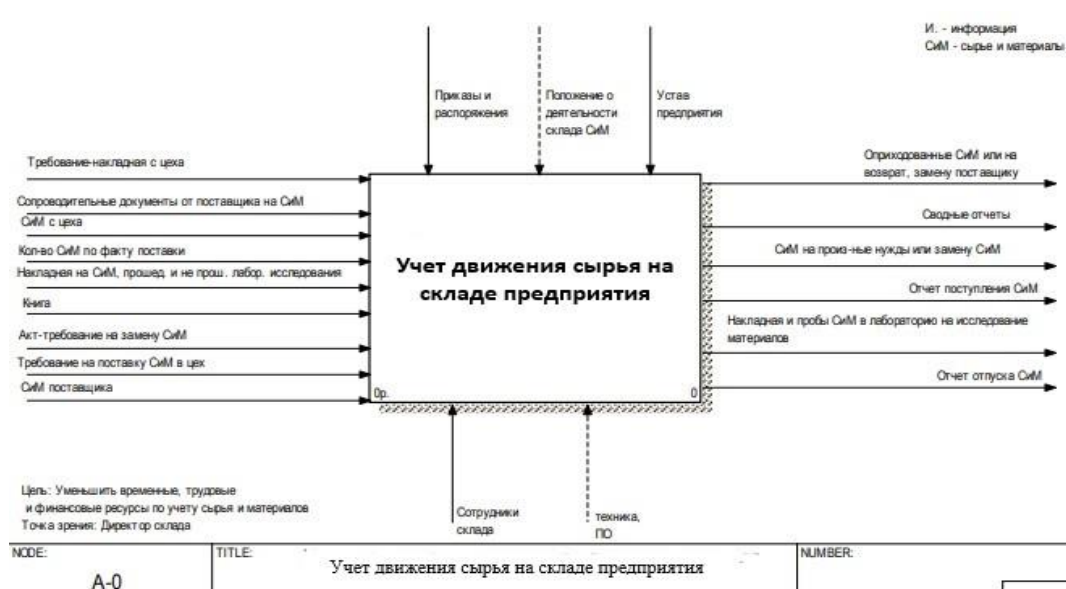 И. - информация
СиМ - сырье и материалы
Приказы и
распоряжения
Положение о
деятельности
склада СиМ
Устав
предприятия
Требование-накладная с цеха
Сопроводительные документы от поставщика на СиМ
СиМ с цеха
Кол-во СиМ по факту поставки
Накладная на СиМ, прошед. и не прош. лабор. исследования
Книга
Акт-требование на замену СиМ
Требование на поставку СиМ в цех
СиМ поставщика
Учет движения сырья на
складе предприятия
0р.
0
Оприходованные СиМ или на
возврат, замену поставщику
Сводные отчеты
СиМ на произ-ные нужды или замену СиМ
Отчет поступления СиМ
Накладная и пробы СиМ в лабораторию на исследование
материалов
Отчет отпуска СиМ
Цель: Уменьшить временные, трудовые
и финансовые ресурсы по учету сырья и материалов
Точка зрения: Директор склада
Сотрудники
склада
техника,
ПО
NODE:
A-0
TITLE:
Учет движения сырья на складе предприятия
NUMBER: